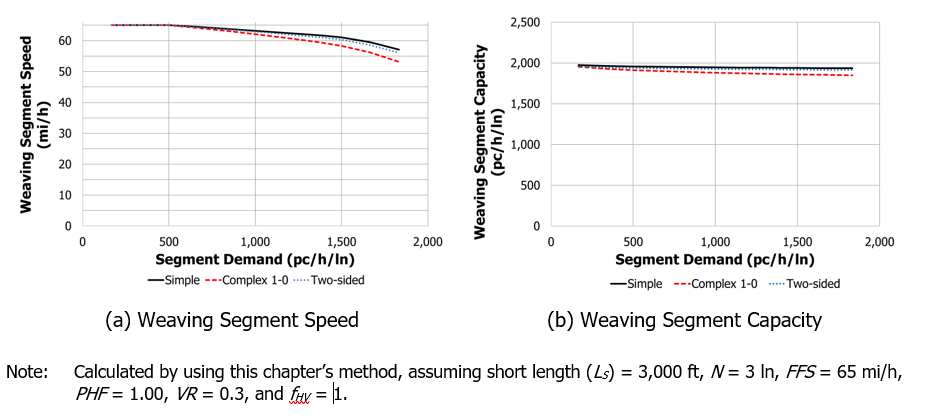 Weaving Segment Speed
(mi/h)
60
50
40
30
20
10
0
0 500 1,000 1,500 2,000
Segment Demand (pc/h/ln)
Simple Complex 1-0 Two-sided
(a) Weaving Segment Speed
Weaving Segment Capacity
(pc/h/ln)
2,500
2,000
1,500
1,000
500
0
0 500 1,000 1,500 2,000
Segment Demand (pc/h/ln)
Simple Complex 1-0 Two-sided
(b) Weaving Segment Capacity
Note: Calculated by using this chapter's method, assuming short length (LS) = 3,000 ft, N = 3 ln, FFS = 65 mi/h,
PHF = 1.00, VR = 0.3, and fHV = 1.